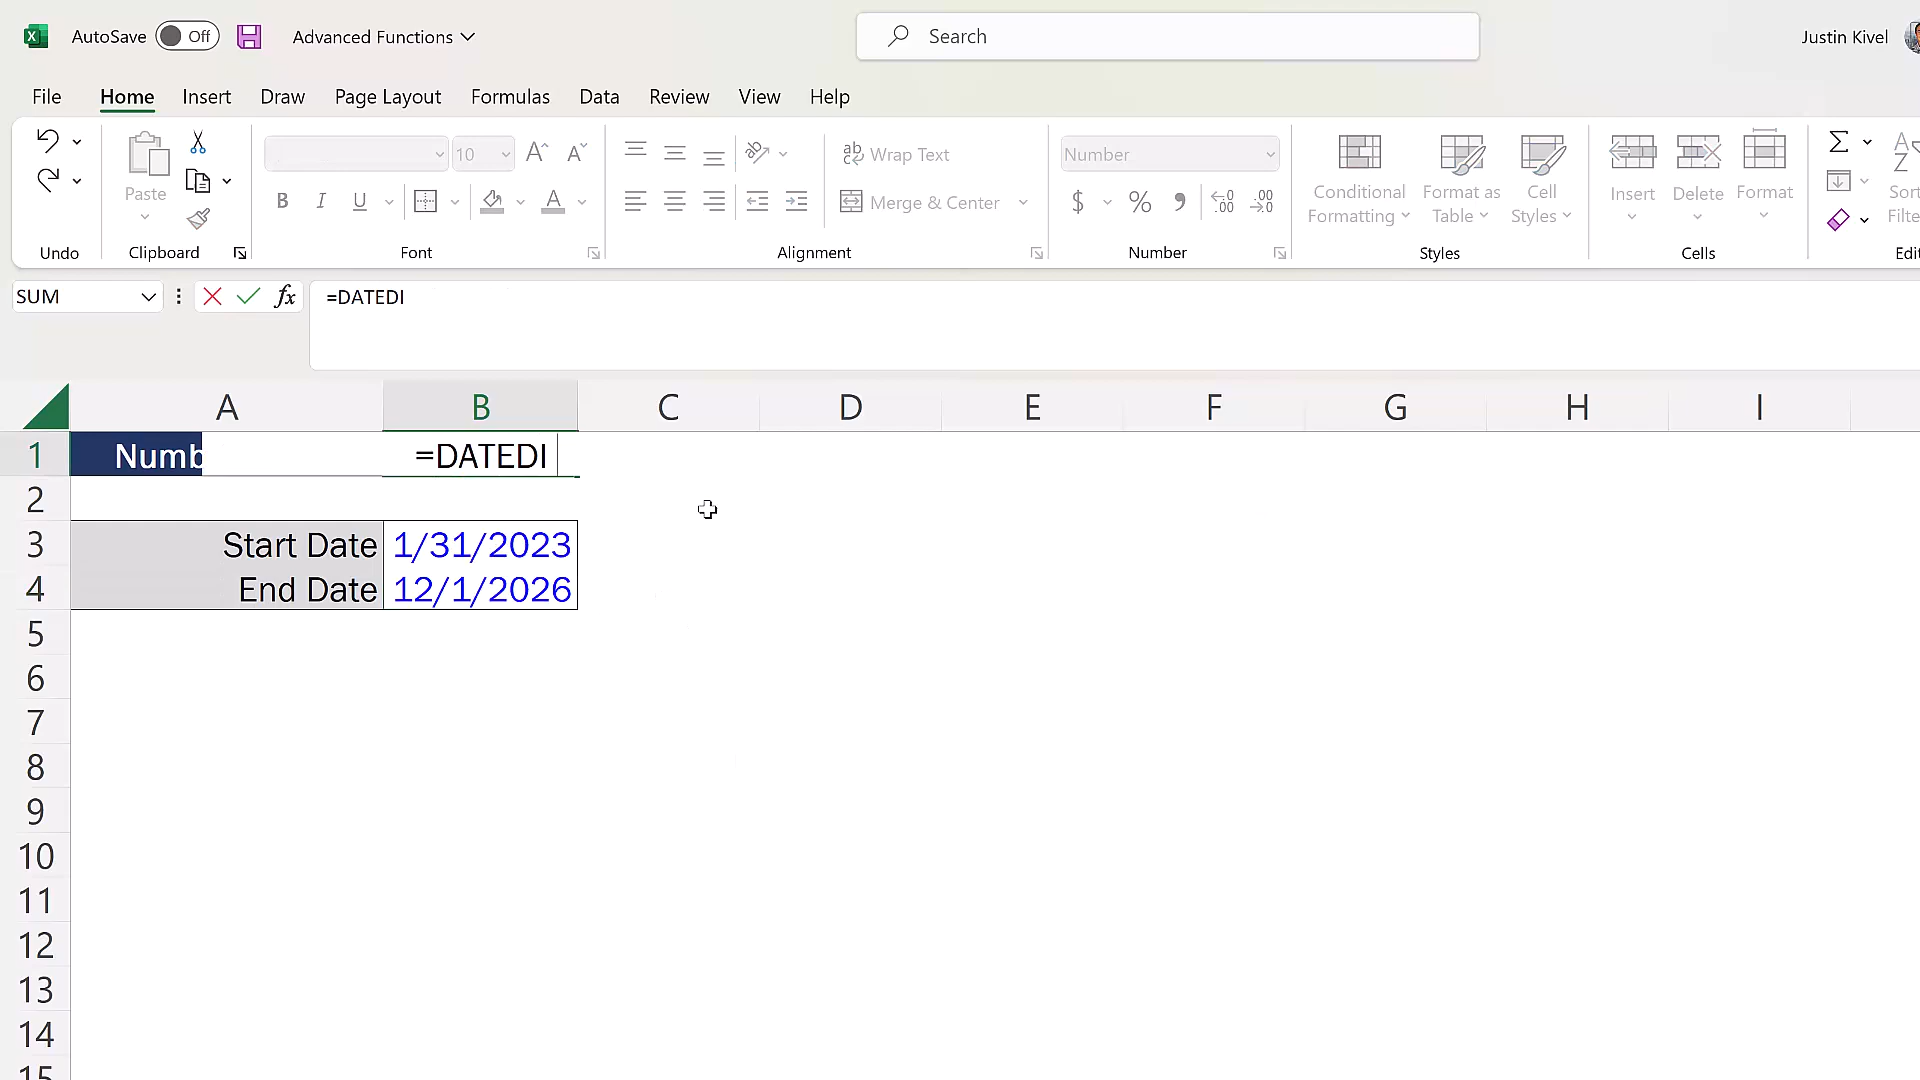 AutoSave Off Advanced Functions Search Justin Kivel
File Home Insert Draw Page Layout Formulas Data Review View Help
10 Wrap Text Number
Paste B I U Merge & Center $ % Conditional Formatting Format as Table Cell Styles Insert Delete Format
Undo Clipboard Font Alignment Number Styles Cells
SUM fx =DATEDI
A B C D E F G H I
1 Numb =DATEDI
2
3 Start Date 1/31/2023
4 End Date 12/1/2026
5
6
7
8
9
10
11
12
13
14
15